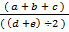 ( a + b + c )
( ( d + e ) ÷ 2 )